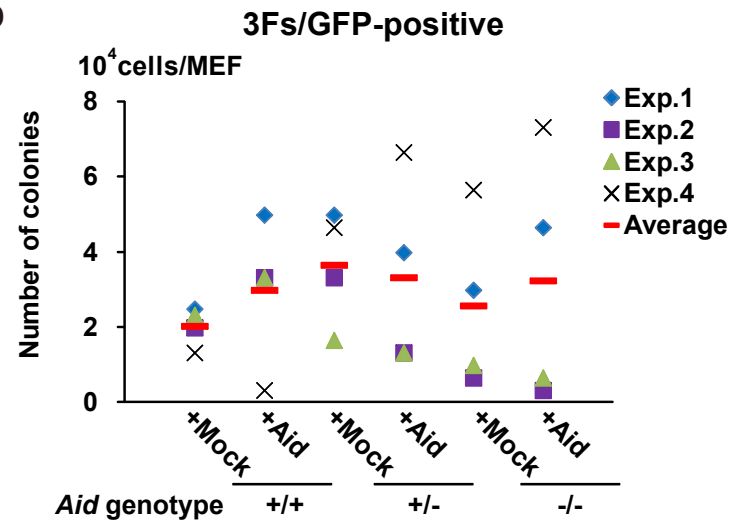 3Fs/GFP-positive
10⁴cells/MEF
Number of colonies
8
6
4
2
0
Exp.1
Exp.2
Exp.3
Exp.4
Average
+Mock +Aid +Mock +Aid +Mock +Aid
Aid genotype +/+ +/- -/-